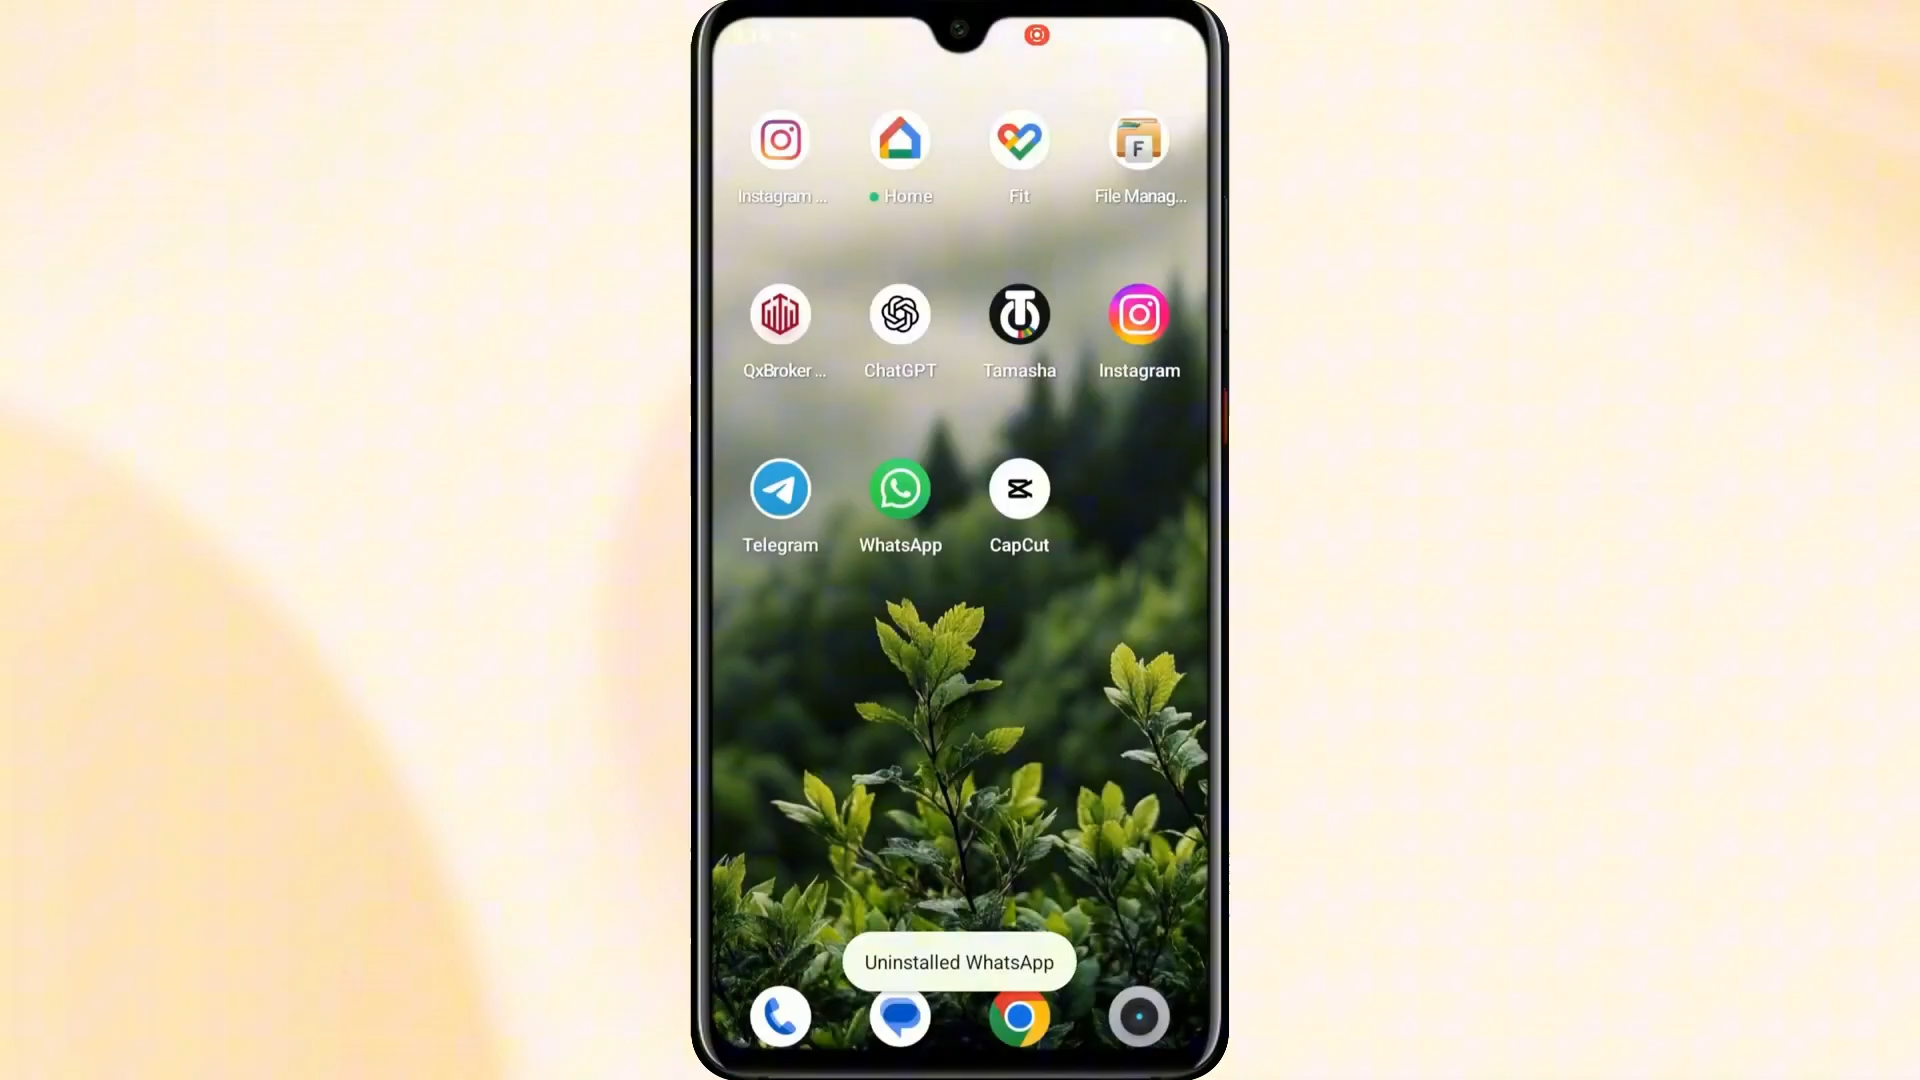 Instagram ...
Home
Fit
File Manag...
F
QxBroker ...
ChatGPT
Tamasha
Instagram
Telegram
WhatsApp
CapCut
Uninstalled WhatsApp